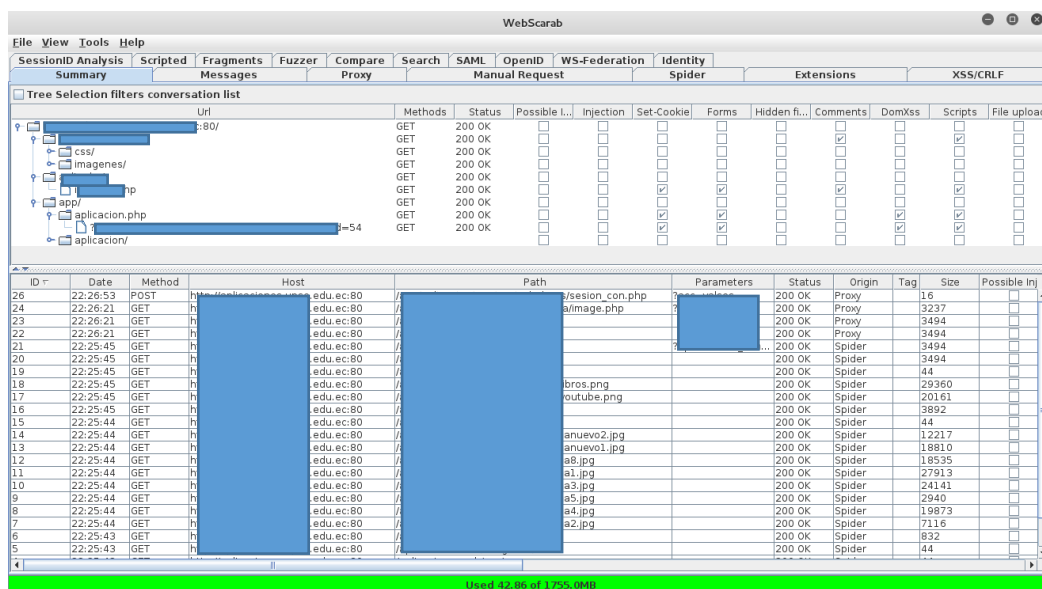 WebScarab
File View Tools Help
SessionID Analysis Scripted Fragments Fuzzer Compare Search SAML OpenID WS-Federation Identity
Summary Messages Proxy Manual Request Spider Extensions XSS/CRLF
Tree Selection filters conversation list
Url Methods Status Possible I... Injection Set-Cookie Forms Hidden fi... Comments DomXss Scripts File upload
:80/ GET 200 OK
GET 200 OK
css/ GET 200 OK
imagenes/ GET 200 OK
GET 200 OK
GET 200 OK
app/ GET 200 OK
aplicacion.php GET 200 OK
?=54 GET 200 OK
aplicacion/
ID Date Method Host Path Parameters Status Origin Tag Size Possible Inj
26 22:26:53 POST .edu.ec:80 s/sesion_con.php 200 OK Proxy 16
24 22:26:21 GET .edu.ec:80 a/image.php 200 OK Proxy 3237
23 22:26:21 GET .edu.ec:80 200 OK Proxy 3494
22 22:26:21 GET .edu.ec:80 200 OK Proxy 3494
21 22:25:45 GET .edu.ec:80 200 OK Spider 3494
20 22:25:45 GET .edu.ec:80 200 OK Spider 3494
19 22:25:45 GET .edu.ec:80 200 OK Spider 44
18 22:25:45 GET .edu.ec:80 ibros.png 200 OK Spider 29360
17 22:25:45 GET .edu.ec:80 youtube.png 200 OK Spider 20161
16 22:25:45 GET .edu.ec:80 200 OK Spider 3892
15 22:25:44 GET .edu.ec:80 200 OK Spider 44
14 22:25:44 GET .edu.ec:80 anuevo2.jpg 200 OK Spider 12217
13 22:25:44 GET .edu.ec:80 anuevo1.jpg 200 OK Spider 18810
12 22:25:44 GET .edu.ec:80 a8.jpg 200 OK Spider 18535
11 22:25:44 GET .edu.ec:80 a1.jpg 200 OK Spider 27913
10 22:25:44 GET .edu.ec:80 a3.jpg 200 OK Spider 24141
9 22:25:44 GET .edu.ec:80 a5.jpg 200 OK Spider 2940
8 22:25:44 GET .edu.ec:80 a4.jpg 200 OK Spider 19873
7 22:25:44 GET .edu.ec:80 a2.jpg 200 OK Spider 7116
6 22:25:43 GET .edu.ec:80 200 OK Spider 832
5 22:25:43 GET .edu.ec:80 200 OK Spider 44
Used 42.86 of 1755.0MB